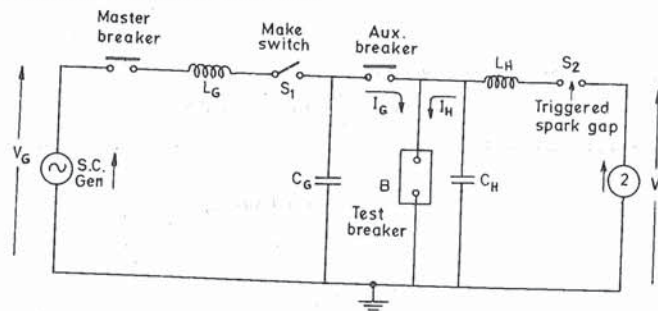 Master
breaker
Make
switch
Aux.
breaker
L_G
S_1
I_G
I_H
L_H
S_2
Triggered
spark gap
V_G
S.C.
Gen
C_G
B
Test
breaker
C_H
2
V